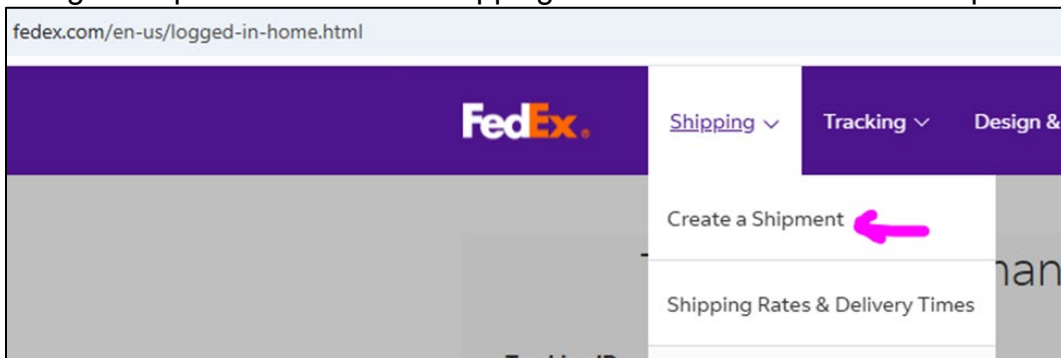 fedex.com/en-us/logged-in-home.html
FedEx.
Shipping
Tracking
Design &
Create a Shipment
Shipping Rates & Delivery Times